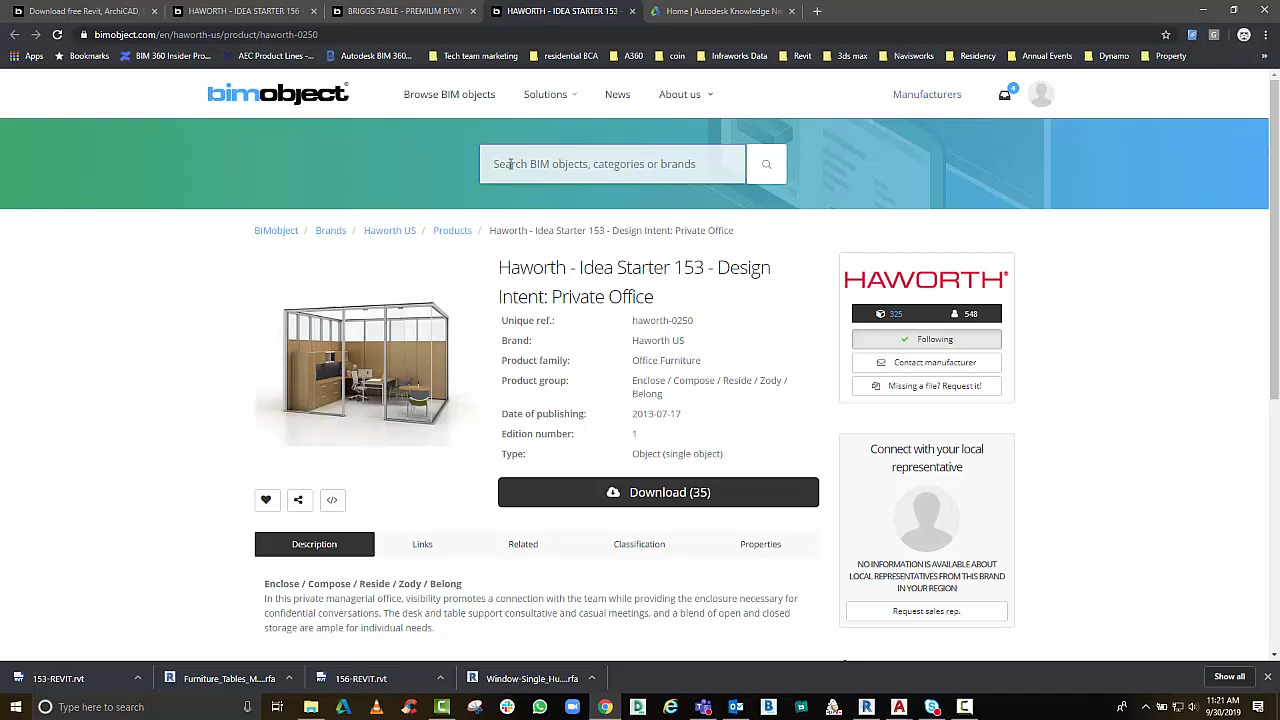 Download free Revit, ArchiCAD, S
HAWORTH - IDEA STARTER 156 -
BRIGGS TABLE - PREMIUM PLYW
HAWORTH - IDEA STARTER 153 -
Home | Autodesk Knowledge Ne
bimobject.com/en/haworth-us/product/haworth-0250
Apps
Bookmarks
BIM 360 Insider Pro...
AEC Product Lines -...
Autodesk BIM 360...
Tech team marketing
residential BCA
A360
coin
Infraworks Data
Revit
3ds max
Navisworks
Residency
Annual Events
Dynamo
Property
bimobject®
Browse BIM objects
Solutions
News
About us
Manufacturers
4
Search BIM objects, categories or brands
BIMobject / Brands / Haworth US / Products / Haworth - Idea Starter 153 - Design Intent: Private Office
Haworth - Idea Starter 153 - Design
Intent: Private Office
Unique ref.: haworth-0250
Brand: Haworth US
Product family: Office Furniture
Product group: Enclose / Compose / Reside / Zody /
Belong
Date of publishing: 2013-07-17
Edition number: 1
Type: Object (single object)
Download (35)
HAWORTH®
325 548
Following
Contact manufacturer
Missing a file? Request it!
Connect with your local
representative
NO INFORMATION IS AVAILABLE ABOUT
LOCAL REPRESENTATIVES FROM THIS BRAND
IN YOUR REGION
Request sales rep.
Description
Links
Related
Classification
Properties
Enclose / Compose / Reside / Zody / Belong
In this private managerial office, visibility promotes a connection with the team while providing the enclosure necessary for
confidential conversations. The desk and table support consultative and casual meetings, and a blend of open and closed
storage are ample for individual needs.
153-REVIT.rvt
Furniture_Tables_M....rfa
156-REVIT.rvt
Window-Single_Hu....rfa
Show all
Type here to search
11:21 AM
9/30/2019